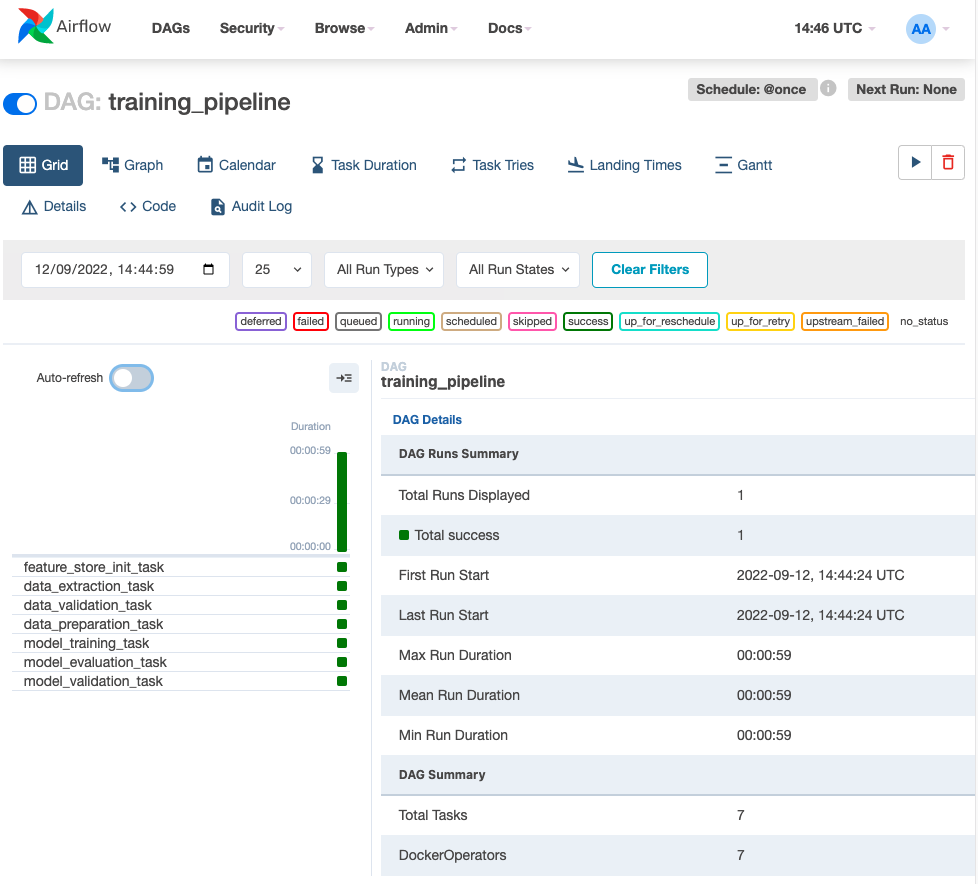 Airflow DAGs Security Browse Admin Docs 14:46 UTC AA
DAG: training_pipeline Schedule: @once i Next Run: None
Grid Graph Calendar Task Duration Task Tries Landing Times Gantt
Details Code Audit Log
12/09/2022, 14:44:59 25 All Run Types All Run States Clear Filters
deferred failed queued running scheduled skipped success up_for_reschedule up_for_retry upstream_failed no_status
Auto-refresh
Duration
00:00:59
00:00:29
00:00:00
feature_store_init_task
data_extraction_task
data_validation_task
data_preparation_task
model_training_task
model_evaluation_task
model_validation_task
DAG
training_pipeline
DAG Details
DAG Runs Summary
Total Runs Displayed 1
Total success 1
First Run Start 2022-09-12, 14:44:24 UTC
Last Run Start 2022-09-12, 14:44:24 UTC
Max Run Duration 00:00:59
Mean Run Duration 00:00:59
Min Run Duration 00:00:59
DAG Summary
Total Tasks 7
DockerOperators 7